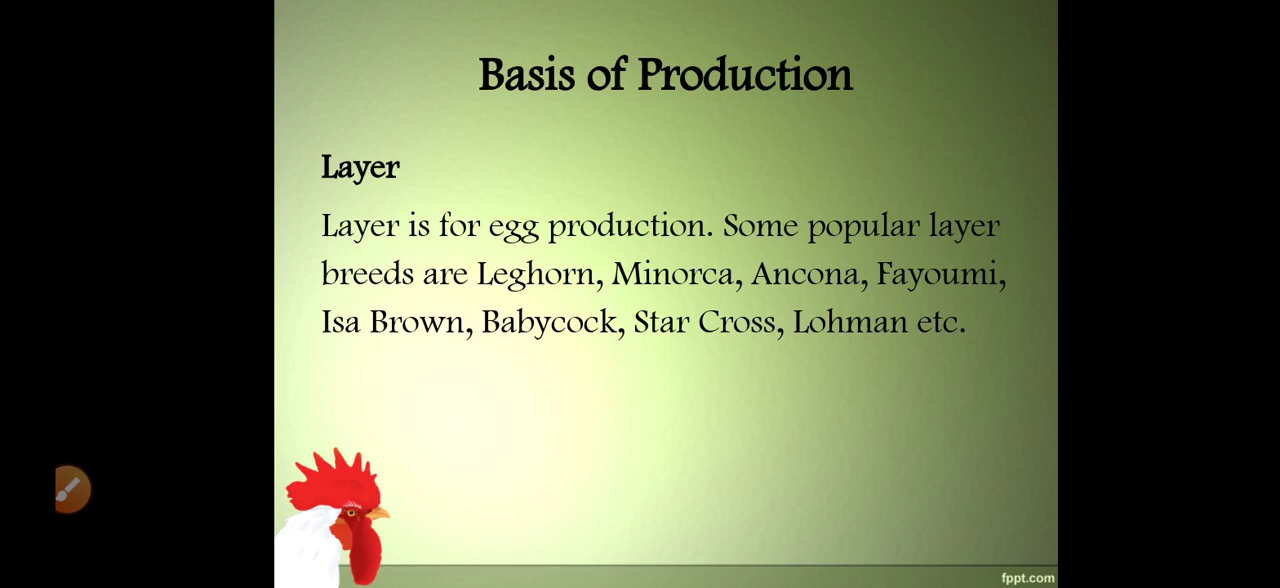 Basis of Production
Layer
Layer is for egg production. Some popular layer
breeds are Leghorn, Minorca, Ancona, Fayoumi,
Isa Brown, Babycock, Star Cross, Lohman etc.
fppt.com